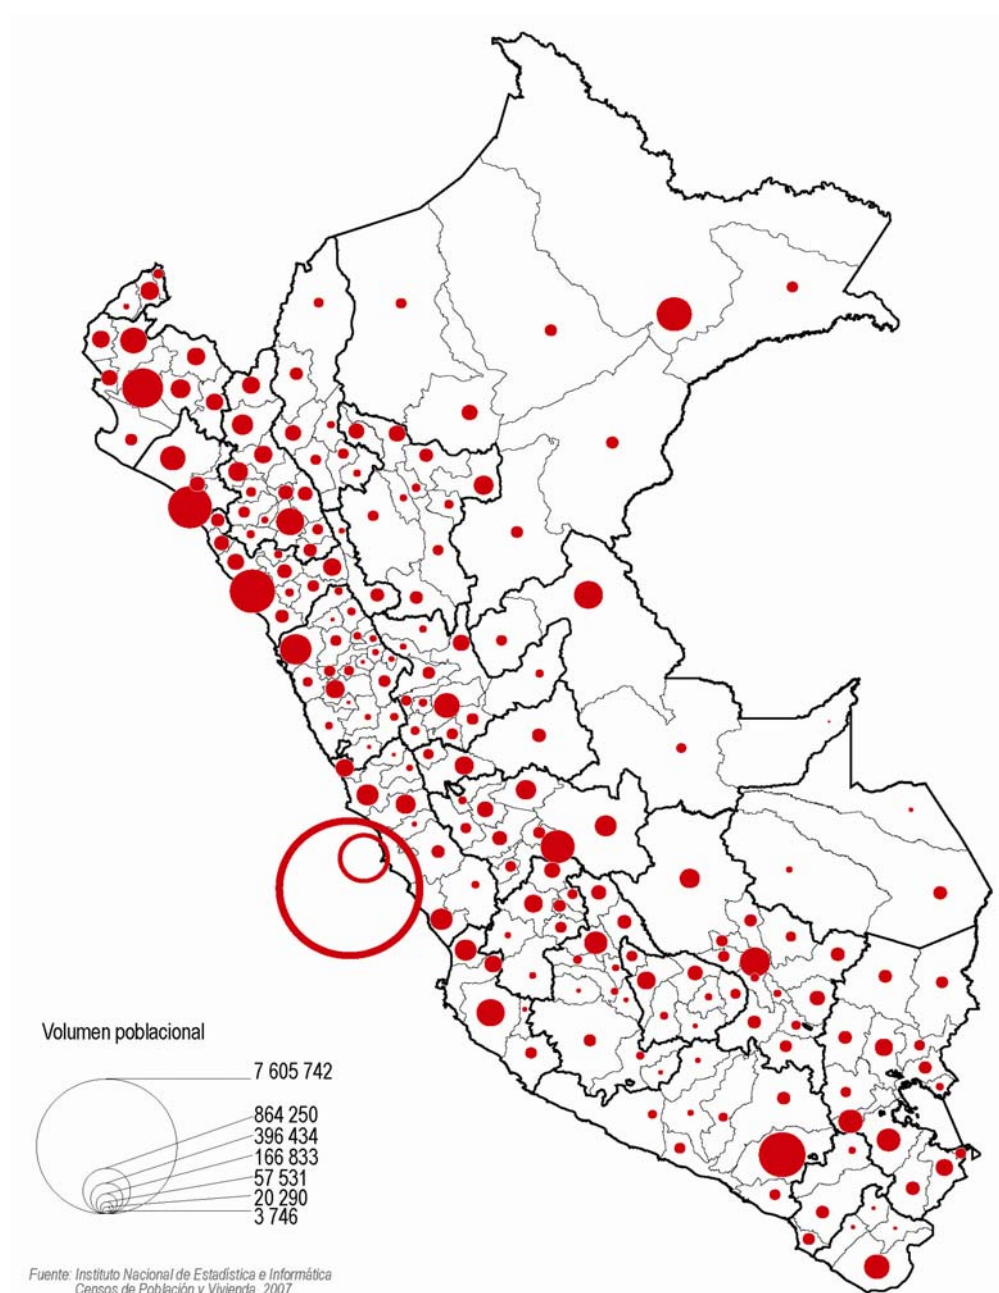 Volumen poblacional
7 605 742
864 250
396 434
166 833
57 531
20 290
3 746
Fuente: Instituto Nacional de Estadística e Informática
Censos de Población y Vivienda, 2007